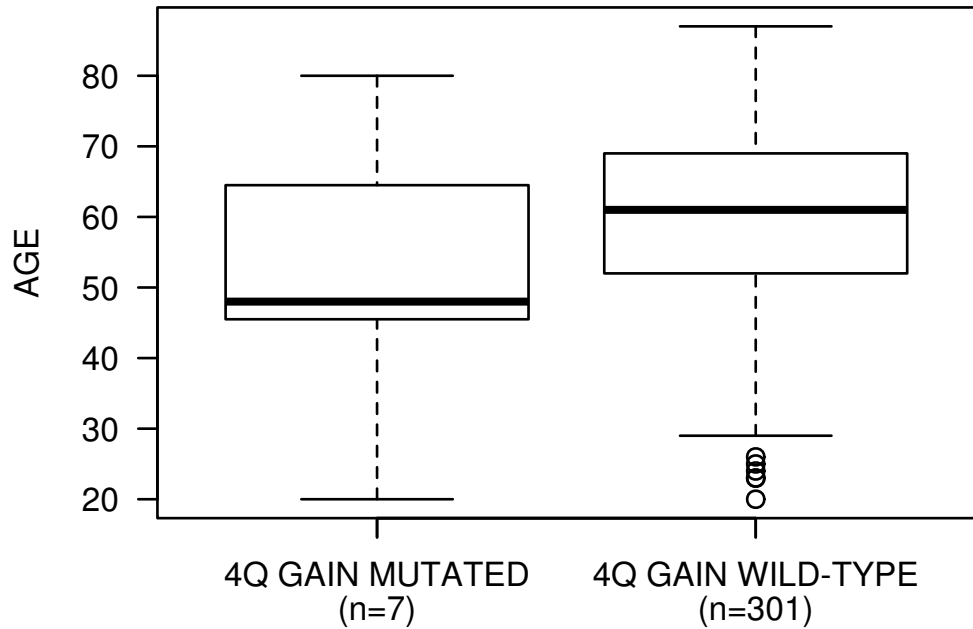 AGE
80
70
60
50
40
30
20
4Q GAIN MUTATED
(n=7)
4Q GAIN WILD-TYPE
(n=301)